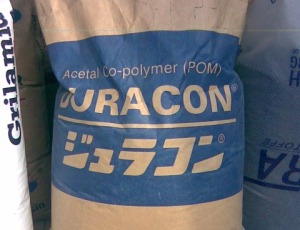 Acetal Co-polymer (POM)
DURACON®
ジュラコン®
Grilamid